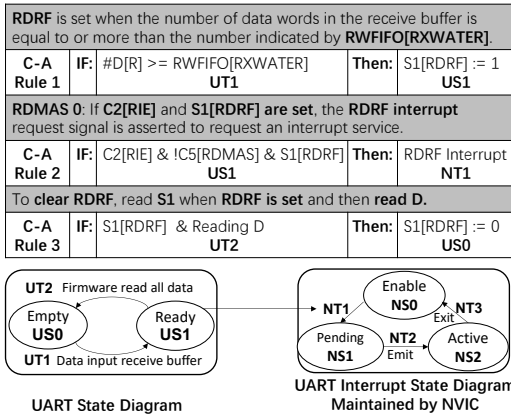 RDRF is set when the number of data words in the receive buffer is
equal to or more than the number indicated by RWFIFO[RXWATER].
C-A Rule 1 IF: #D[R] >= RWFIFO[RXWATER] Then: S1[RDRF] := 1
UT1 US1
RDMAS 0: If C2[RIE] and S1[RDRF] are set, the RDRF interrupt
request signal is asserted to request an interrupt service.
C-A Rule 2 IF: C2[RIE] & !C5[RDMAS] & S1[RDRF] Then: RDRF Interrupt
US1 NT1
To clear RDRF, read S1 when RDRF is set and then read D.
C-A Rule 3 IF: S1[RDRF] & Reading D Then: S1[RDRF] := 0
UT2 US0
UT2 Firmware read all data
Empty
US0
Ready
US1
UT1 Data input receive buffer
UART State Diagram
Enable
NS0
NT1
NT3
Exit
Pending
NS1
NT2
Emit
Active
NS2
UART Interrupt State Diagram
Maintained by NVIC